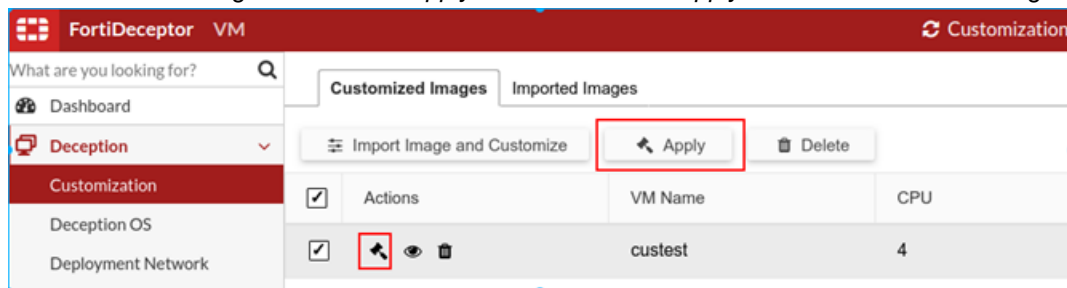 FortiDeceptor VM
Customization
What are you looking for?
Customized Images Imported Images
Dashboard
Deception
Import Image and Customize Apply Delete
Customization
Actions VM Name CPU
Deception OS
custest 4
Deployment Network